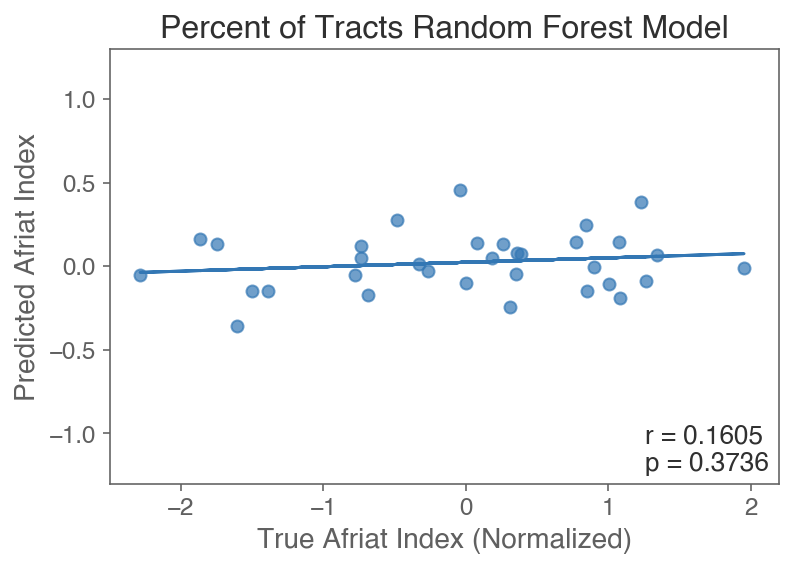 Percent of Tracts Random Forest Model
1.0
0.5
0.0
−0.5
−1.0
Predicted Afriat Index
r = 0.1605
p = 0.3736
−2
−1
0
1
2
True Afriat Index (Normalized)